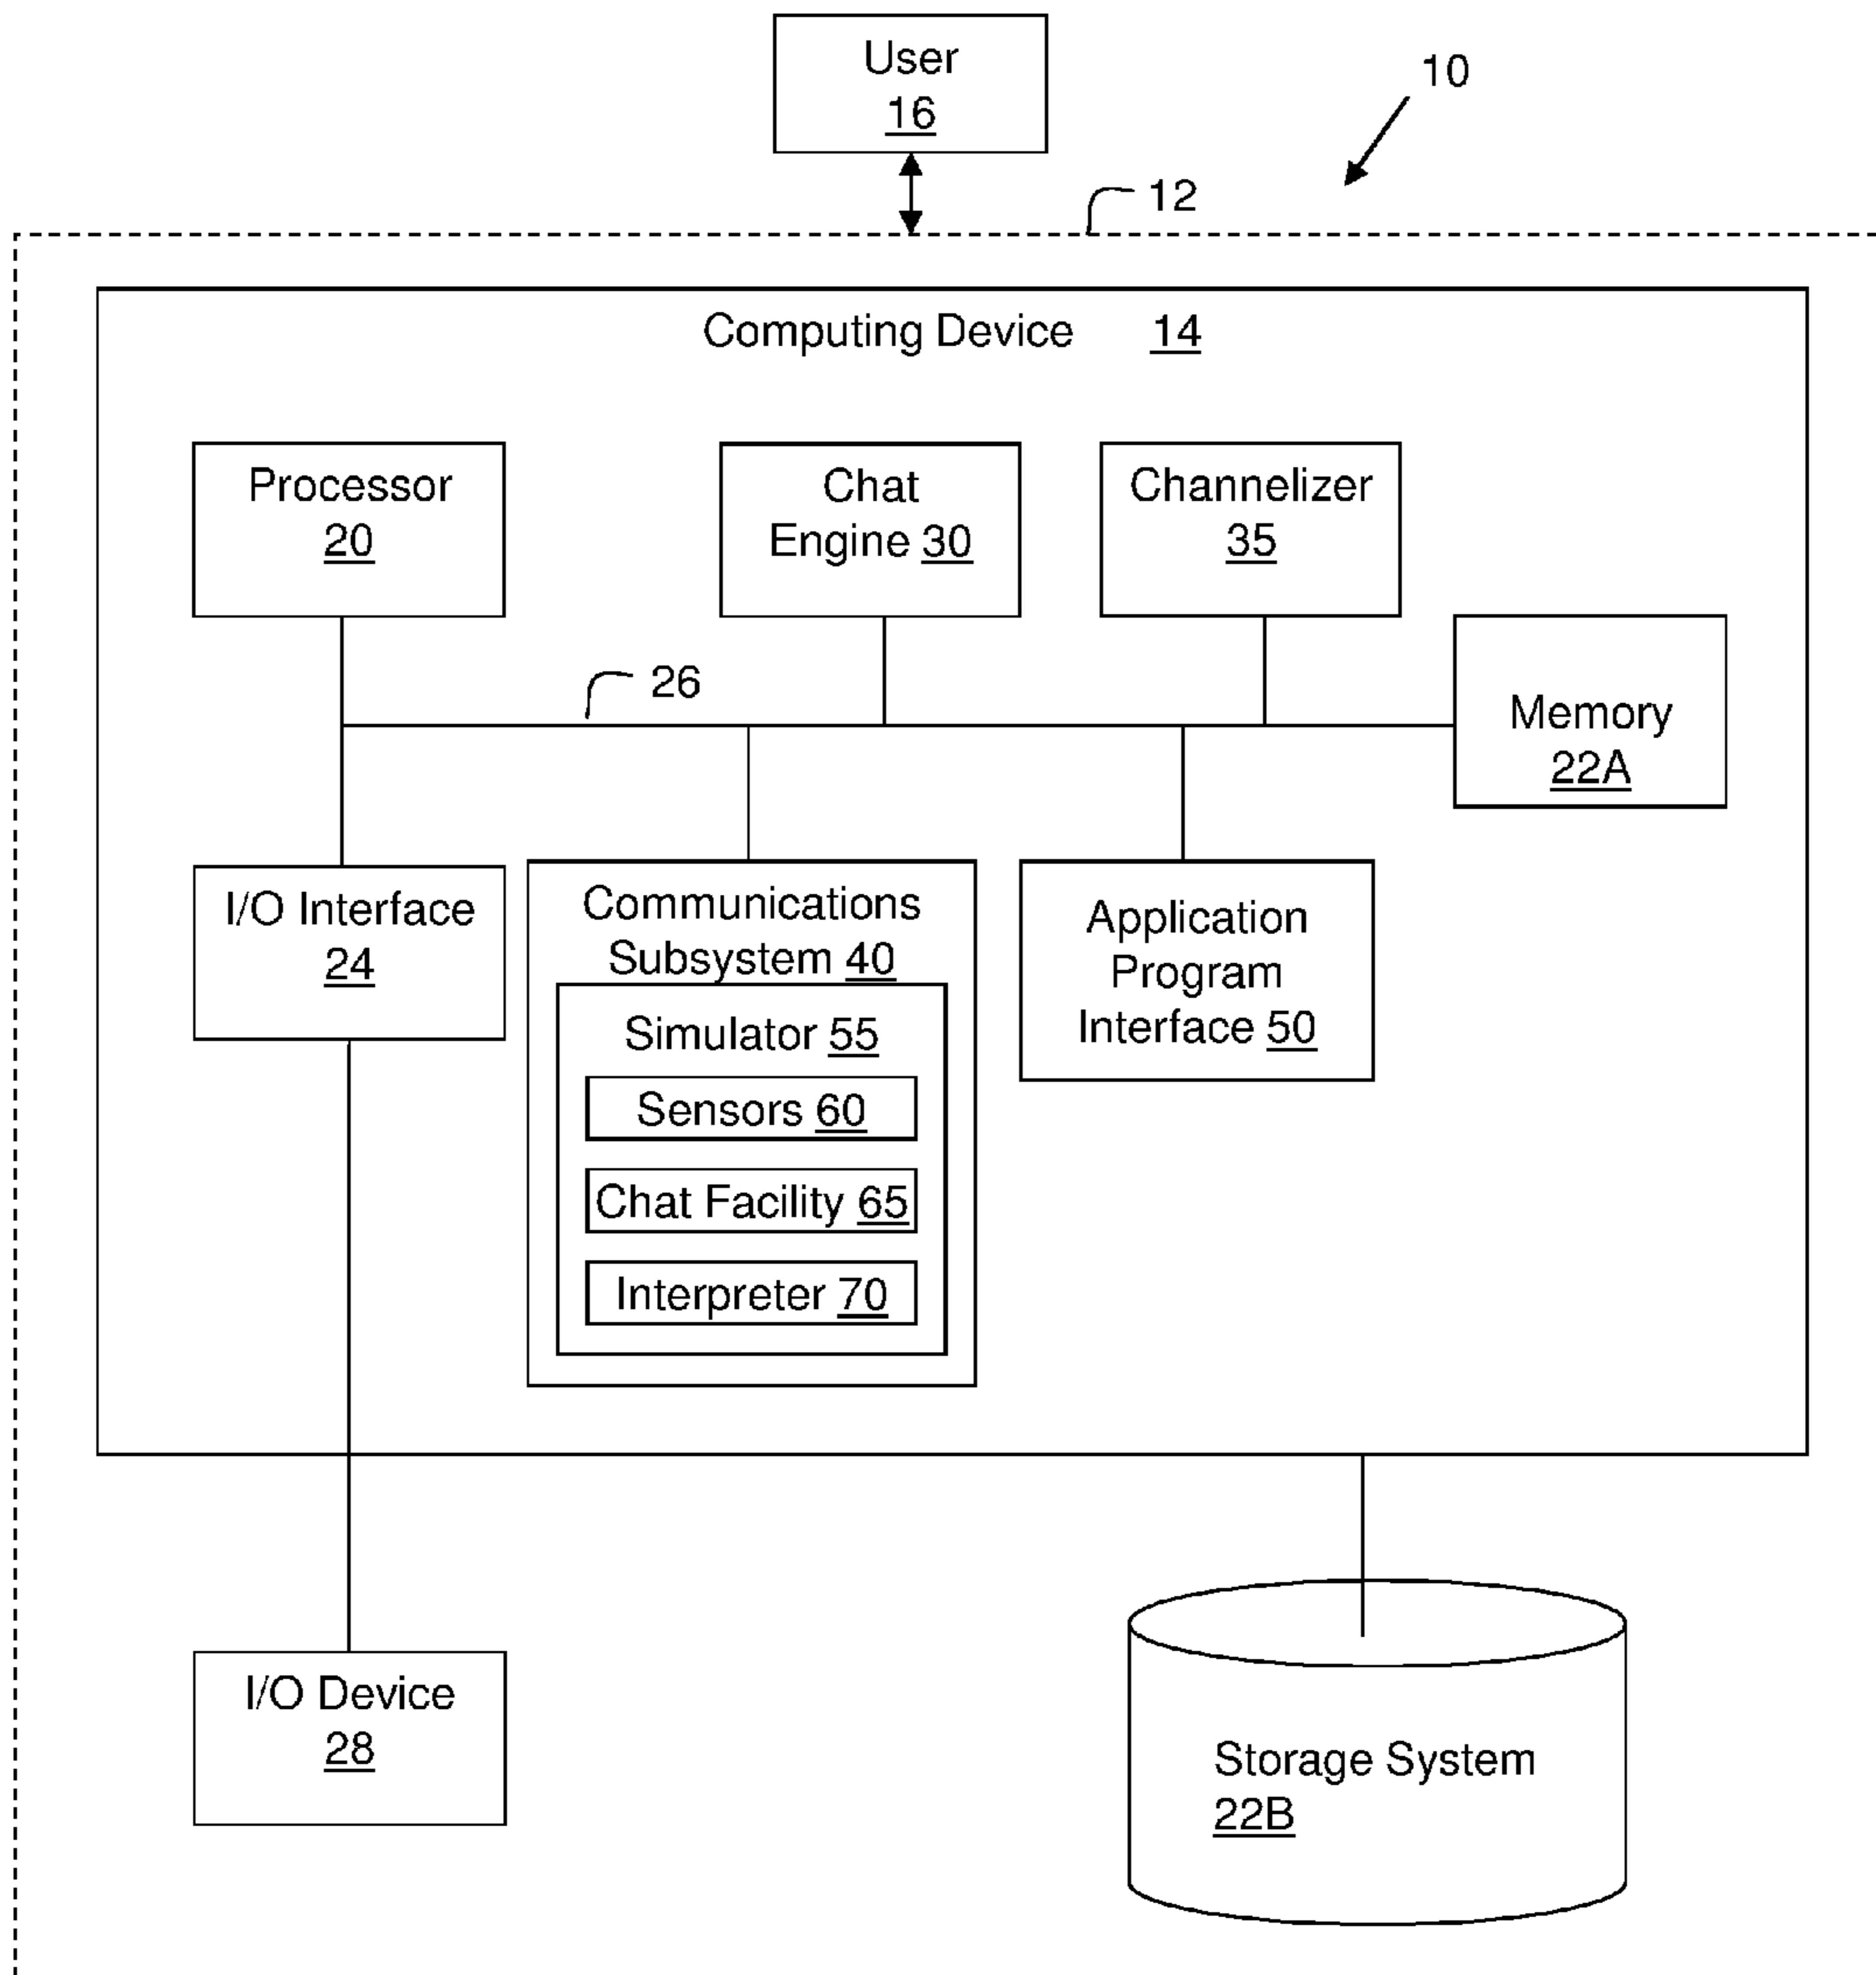 User
16
10
12
Computing Device 14
Processor
20
Chat
Engine 30
Channelizer
35
26
Memory
22A
I/O Interface
24
Communications
Subsystem 40
Simulator 55
Sensors 60
Chat Facility 65
Interpreter 70
Application
Program
Interface 50
I/O Device
28
Storage System
22B